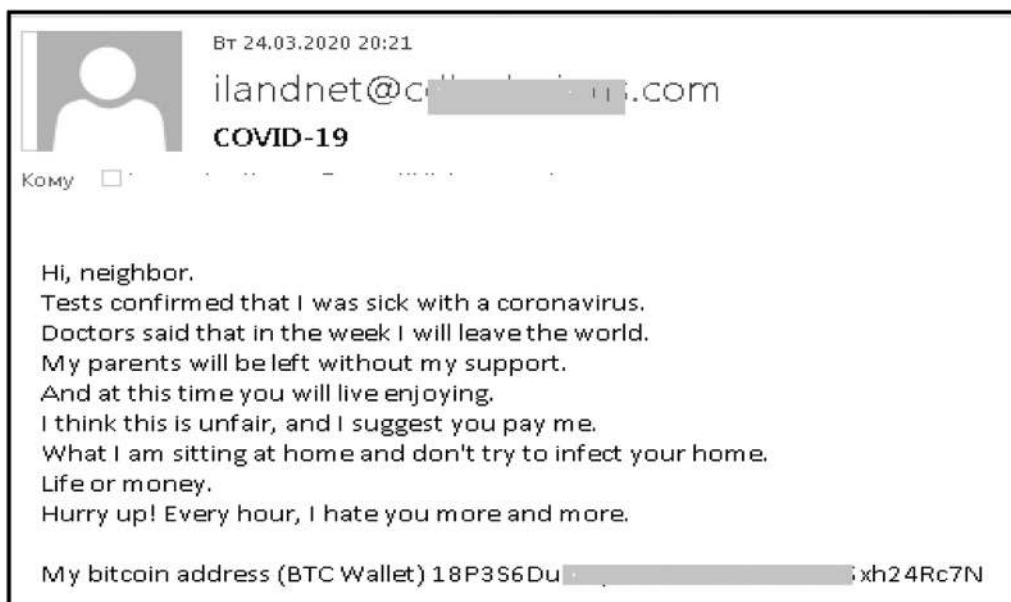 Вт 24.03.2020 20:21
ilandnet@c .com
COVID-19
Кому
Hi, neighbor.
Tests confirmed that I was sick with a coronavirus.
Doctors said that in the week I will leave the world.
My parents will be left without my support.
And at this time you will live enjoying.
I think this is unfair, and I suggest you pay me.
What I am sitting at home and don't try to infect your home.
Life or money.
Hurry up! Every hour, I hate you more and more.
My bitcoin address (BTC Wallet) 18P3S6Du xh24Rc7N